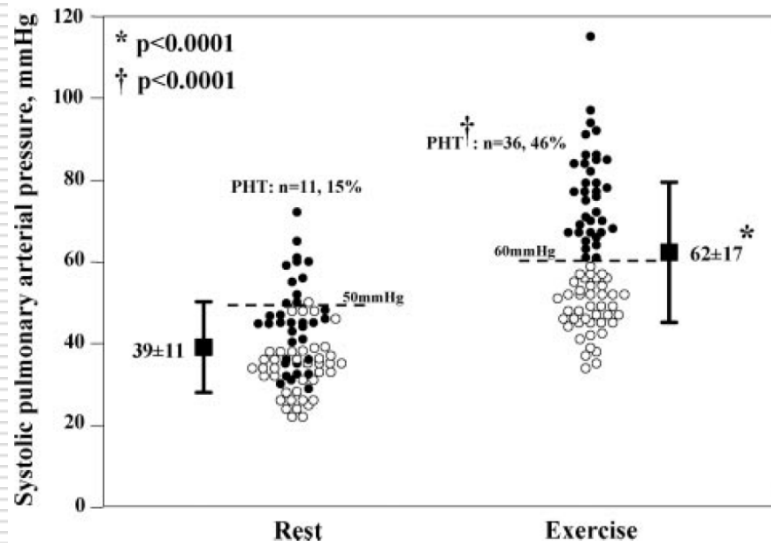 Systolic pulmonary arterial pressure, mmHg
120
100
80
60
40
20
0
* p<0.0001
† p<0.0001
PHT: n=11, 15%
50mmHg
39±11
†
PHT : n=36, 46%
60mmHg
62±17 *
Rest
Exercise